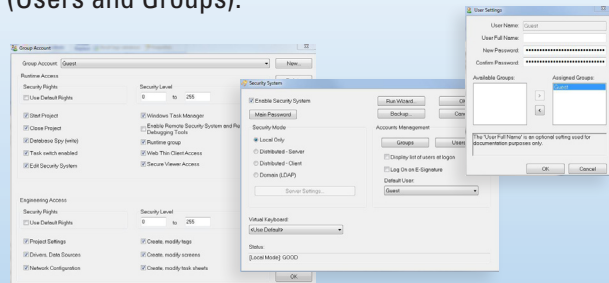 (Users and Groups).
Group Account
Group Account: Guest
New...
Runtime Access
Security Rights
Security Level
Use Default Rights
0 to 255
Start Project
Windows Task Manager
Close Project
Enable Remote Security System and Re
Debugging Tools
Database Spy (write)
Runtime group
Task switch enabled
Web Thin Client Access
Edit Security System
Secure Viewer Access
Engineering Access
Security Rights
Security Level
Use Default Rights
0 to 255
Project Settings
Create, modify tags
Drivers, Data Sources
Create, modify screens
Network Configuration
Create, modify task sheets
OK
Security System
Enable Security System
Run Wizard...
Main Password
Backup...
Security Mode
Accounts Management
Local Only
Groups
Users
Distributed - Server
Display list of users at logon
Distributed - Client
Log On on E-Signature
Domain (LDAP)
Default User:
Server Settings...
Guest
Virtual Keyboard:
<Use Default>
Status:
[Local Mode]: GOOD
User Settings
User Name: Guest
User Full Name:
New Password:
Confirm Password:
Available Groups:
Assigned Groups:
Guest
>
<
The 'User Full Name' is an optional setting used for
documentation purposes only.
OK
Cancel